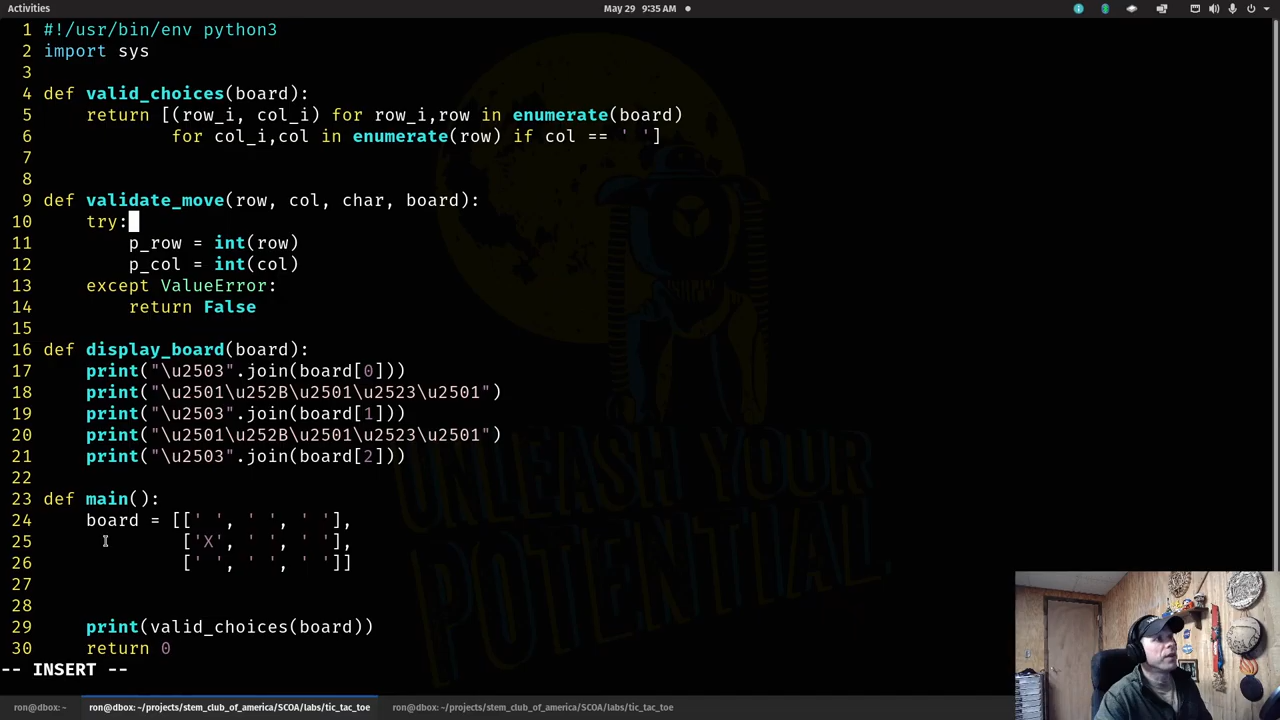 Activities
May 29 9:35 AM
1 #!/usr/bin/env python3
2 import sys
3
4 def valid_choices(board):
5     return [(row_i, col_i) for row_i,row in enumerate(board)
6             for col_i,col in enumerate(row) if col == ' ']
7
8
9 def validate_move(row, col, char, board):
10     try:
11         p_row = int(row)
12         p_col = int(col)
13     except ValueError:
14         return False
15
16 def display_board(board):
17     print("\u2503".join(board[0]))
18     print("\u2501\u252B\u2501\u2523\u2501")
19     print("\u2503".join(board[1]))
20     print("\u2501\u252B\u2501\u2523\u2501")
21     print("\u2503".join(board[2]))
22
23 def main():
24     board = [[' ', ' ', ' '],
25              ['X', ' ', ' '],
26              [' ', ' ', ' ']]
27
28
29     print(valid_choices(board))
30     return 0
-- INSERT --
UNLEASH YOUR
POTENTIAL
ron@dbox: ~
ron@dbox: ~/projects/stem_club_of_america/SCOA/labs/tic_tac_toe
ron@dbox: ~/projects/stem_club_of_america/SCOA/labs/tic_tac_toe